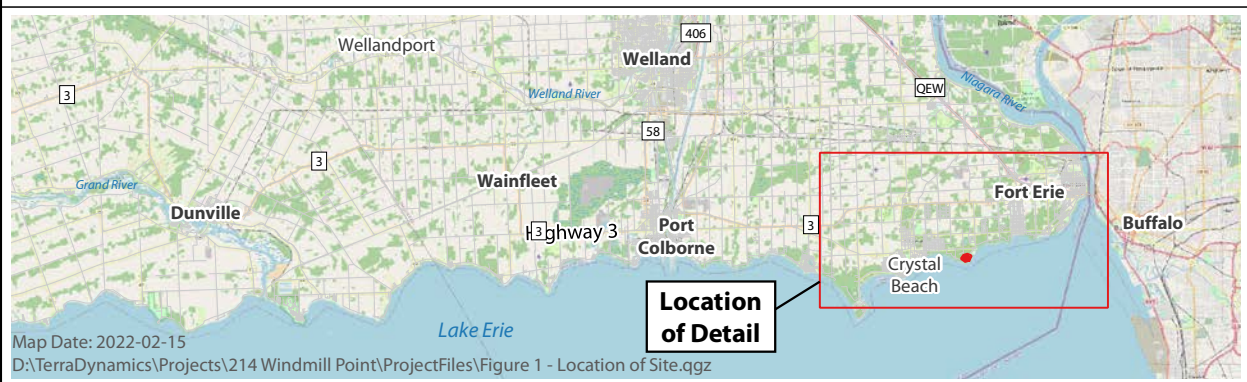 Wellandport
Welland
406
3
Welland River
QEW
Niagara River
58
3
Wainfleet
Fort Erie
Grand River
Dunville
3
Highway 3
Port
Colborne
3
Buffalo
Crystal
Beach
Location
of Detail
Lake Erie
Map Date: 2022-02-15
D:\TerraDynamics\Projects\214 Windmill Point\ProjectFiles\Figure 1 - Location of Site.qgz